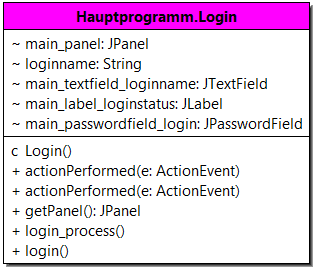 Hauptprogramm.Login
~ main_panel: JPanel
~ loginname: String
~ main_textfield_loginname: JTextField
~ main_label_loginstatus: JLabel
~ main_passwordfield_login: JPasswordField
c Login()
+ actionPerformed(e: ActionEvent)
+ actionPerformed(e: ActionEvent)
+ getPanel(): JPanel
+ login_process()
+ login()